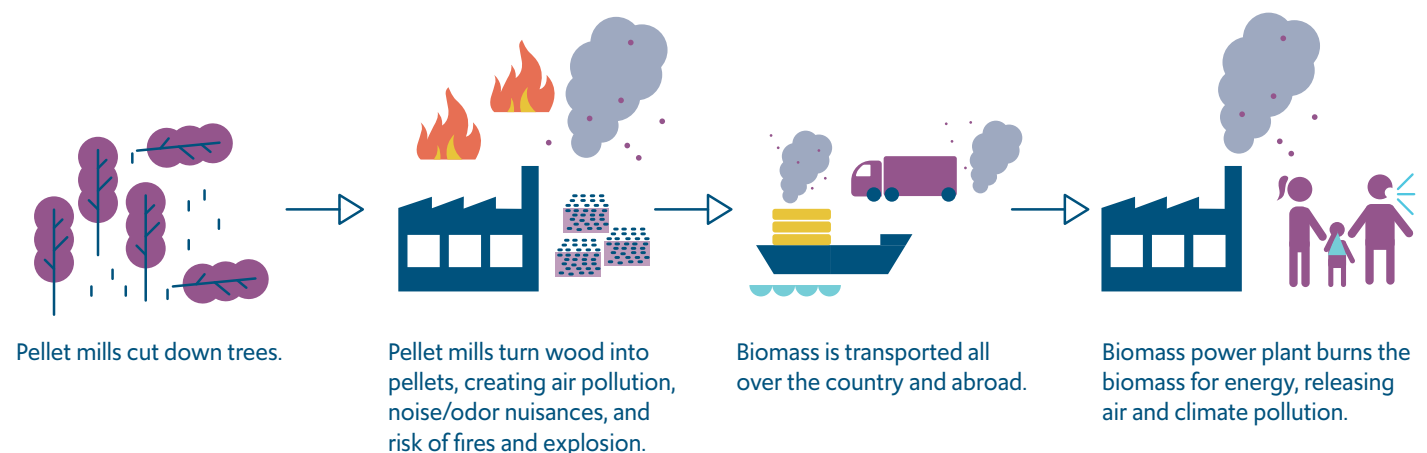 Pellet mills cut down trees.
Pellet mills turn wood into
pellets, creating air pollution,
noise/odor nuisances, and
risk of fires and explosion.
Biomass is transported all
over the country and abroad.
Biomass power plant burns the
biomass for energy, releasing
air and climate pollution.